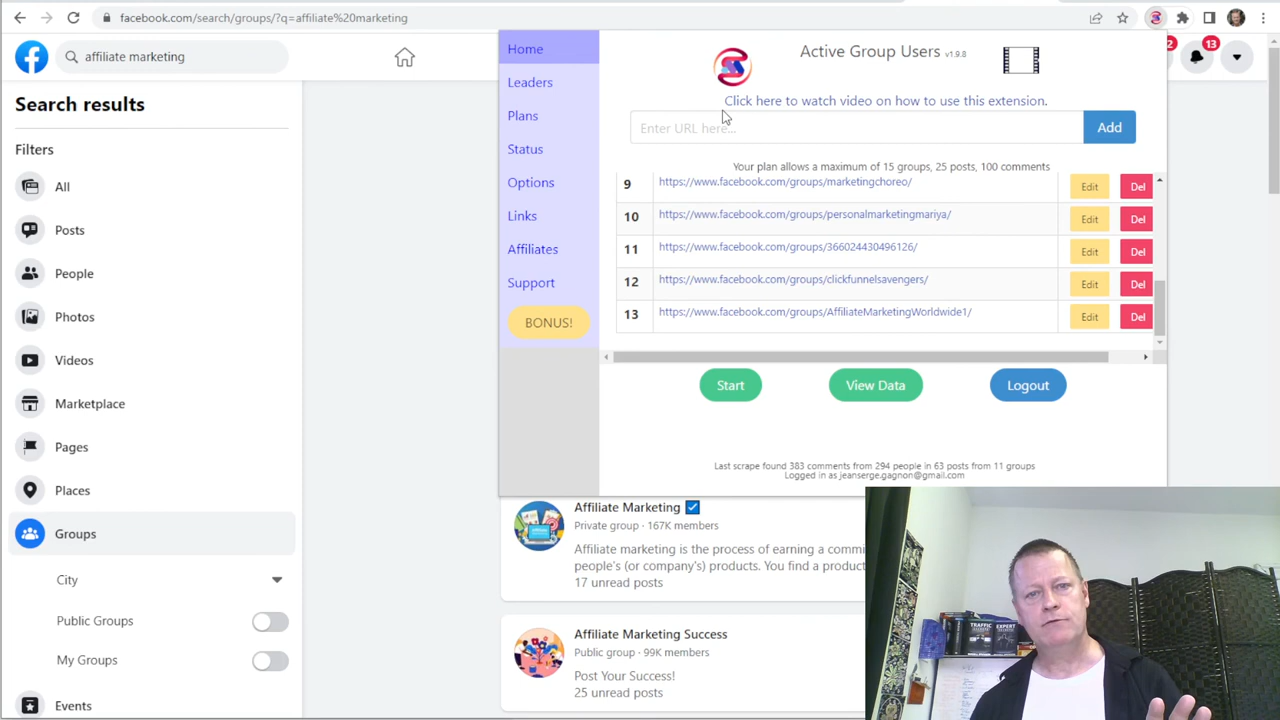 facebook.com/search/groups/?q=affiliate%20marketing
affiliate marketing
2
13
Search results
Filters
All
Posts
People
Photos
Videos
Marketplace
Pages
Places
Groups
City
Public Groups
My Groups
Events
Home
Leaders
Plans
Status
Options
Links
Affiliates
Support
BONUS!
Active Group Users v1.9.8
Click here to watch video on how to use this extension.
Enter URL here...
Add
Your plan allows a maximum of 15 groups, 25 posts, 100 comments
9 https://www.facebook.com/groups/marketingchoreo/ Edit Del
10 https://www.facebook.com/groups/personalmarketingmariya/ Edit Del
11 https://www.facebook.com/groups/366024430496126/ Edit Del
12 https://www.facebook.com/groups/clickfunnelsavengers/ Edit Del
13 https://www.facebook.com/groups/AffiliateMarketingWorldwide1/ Edit Del
Start
View Data
Logout
Last scrape found 383 comments from 294 people in 63 posts from 11 groups
Logged in as jeanserge.gagnon@gmail.com
Affiliate Marketing
Private group · 167K members
Affiliate marketing is the process of earning a commi
people's (or company's) products. You find a product
17 unread posts
Affiliate Marketing Success
Public group · 99K members
Post Your Success!
25 unread posts
TRAFFIC
SECRETS
EXPERT
SECRETS